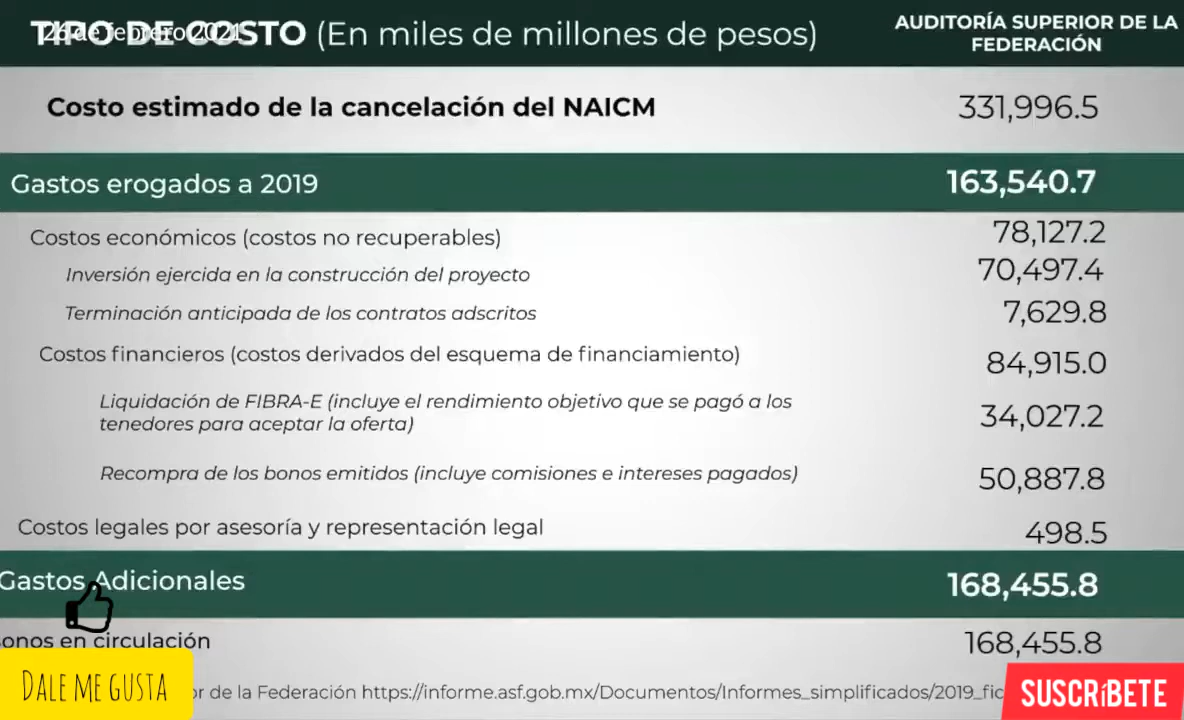 26 de febrero 2021
TIPO DE COSTO (En miles de millones de pesos)
AUDITORÍA SUPERIOR DE LA
FEDERACIÓN
Costo estimado de la cancelación del NAICM 331,996.5
Gastos erogados a 2019 163,540.7
Costos económicos (costos no recuperables) 78,127.2
Inversión ejercida en la construcción del proyecto 70,497.4
Terminación anticipada de los contratos adscritos 7,629.8
Costos financieros (costos derivados del esquema de financiamiento) 84,915.0
Liquidación de FIBRA-E (incluye el rendimiento objetivo que se pagó a los
tenedores para aceptar la oferta) 34,027.2
Recompra de los bonos emitidos (incluye comisiones e intereses pagados) 50,887.8
Costos legales por asesoría y representación legal 498.5
Gastos Adicionales 168,455.8
onos en circulación 168,455.8
or de la Federación https://informe.asf.gob.mx/Documentos/Informes_simplificados/2019_fic
DALE ME GUSTA
SUSCRíBETE